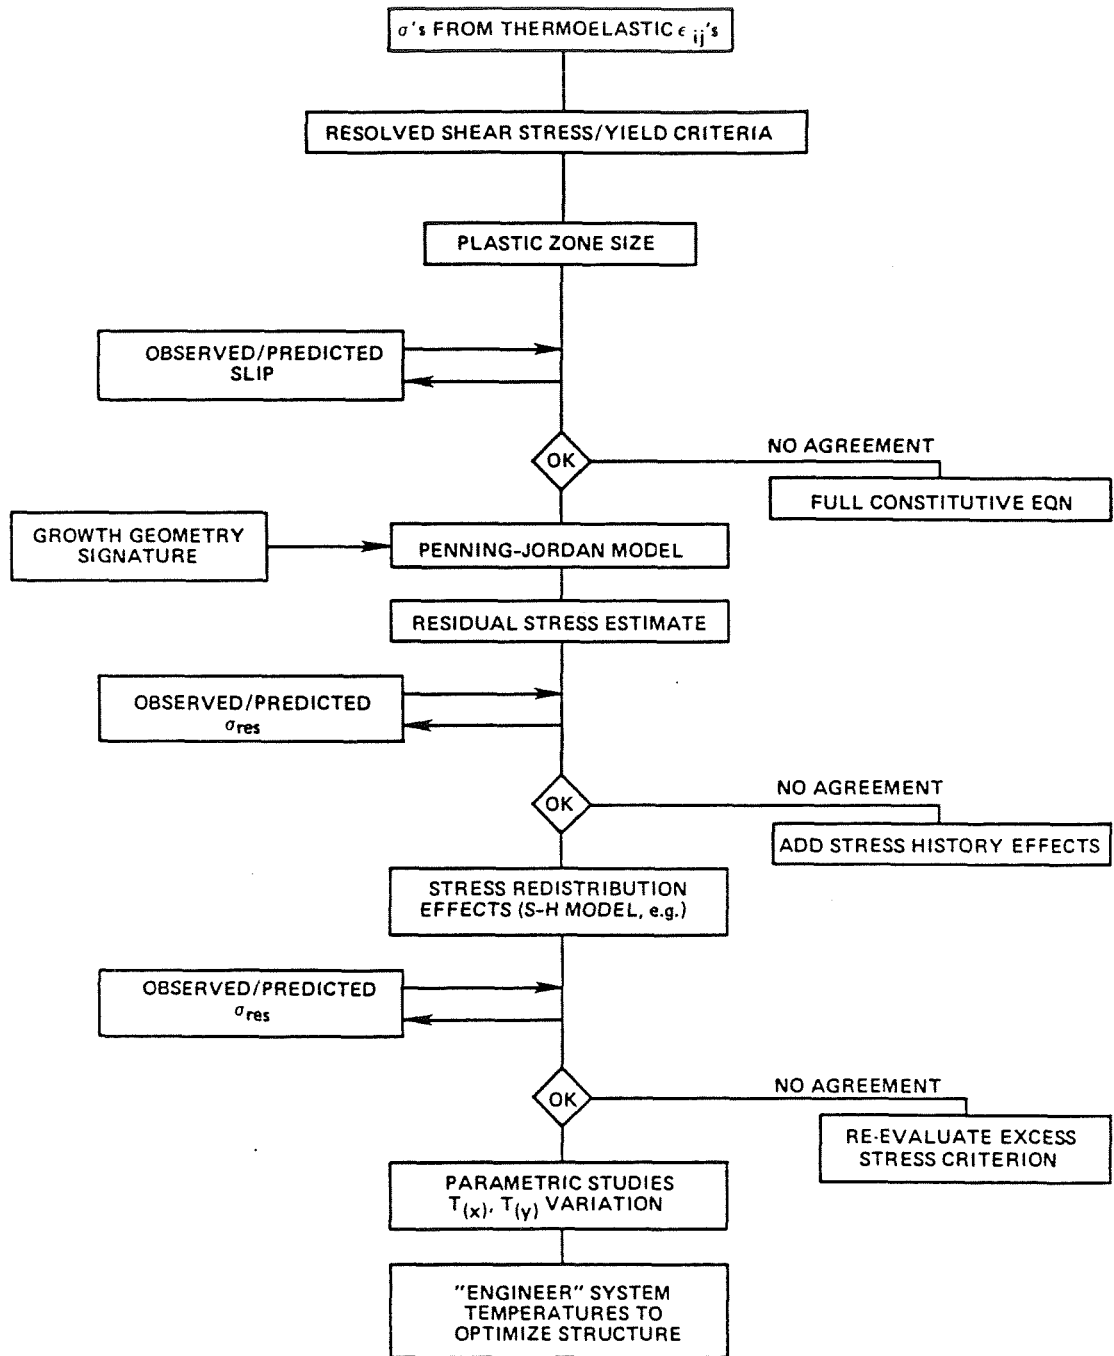 σ's FROM THERMOELASTIC ϵ ij's
RESOLVED SHEAR STRESS/YIELD CRITERIA
PLASTIC ZONE SIZE
OBSERVED/PREDICTED
SLIP
OK
NO AGREEMENT
FULL CONSTITUTIVE EQN
GROWTH GEOMETRY
SIGNATURE
PENNING-JORDAN MODEL
RESIDUAL STRESS ESTIMATE
OBSERVED/PREDICTED
σres
OK
NO AGREEMENT
ADD STRESS HISTORY EFFECTS
STRESS REDISTRIBUTION
EFFECTS (S-H MODEL, e.g.)
OBSERVED/PREDICTED
σres
OK
NO AGREEMENT
RE-EVALUATE EXCESS
STRESS CRITERION
PARAMETRIC STUDIES
T(x), T(y) VARIATION
"ENGINEER" SYSTEM
TEMPERATURES TO
OPTIMIZE STRUCTURE